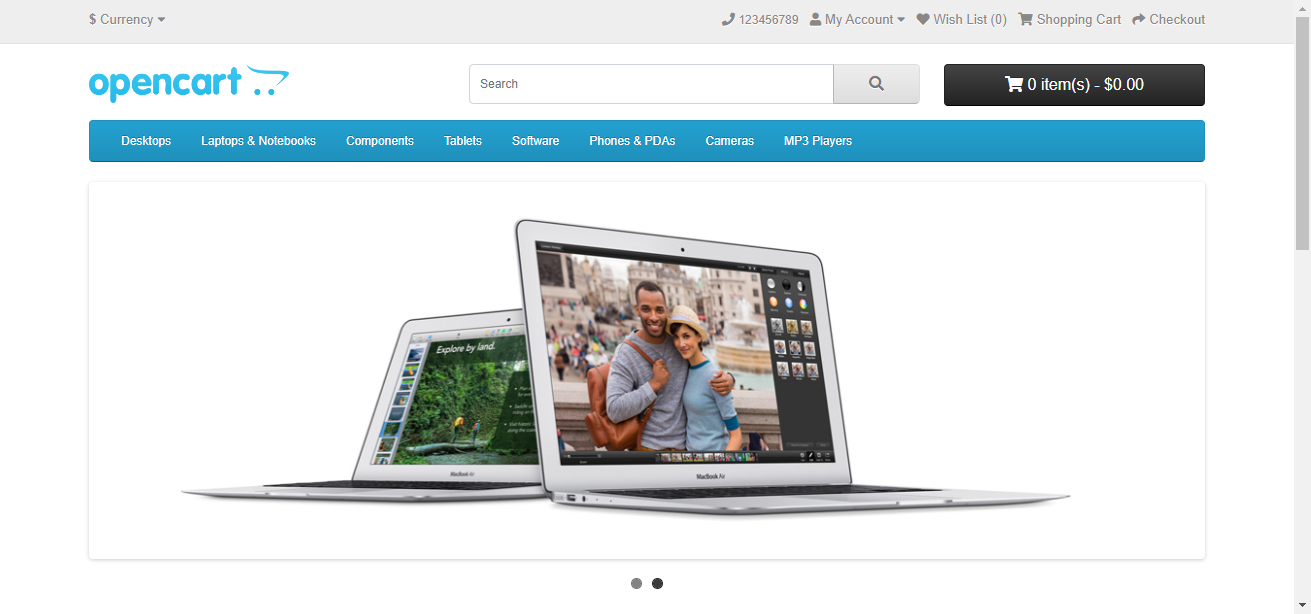 $ Currency
123456789 My Account Wish List (0) Shopping Cart Checkout
opencart
Search
0 item(s) - $0.00
Desktops Laptops & Notebooks Components Tablets Software Phones & PDAs Cameras MP3 Players
Explore by land.
MacBook Air
MacBook Air